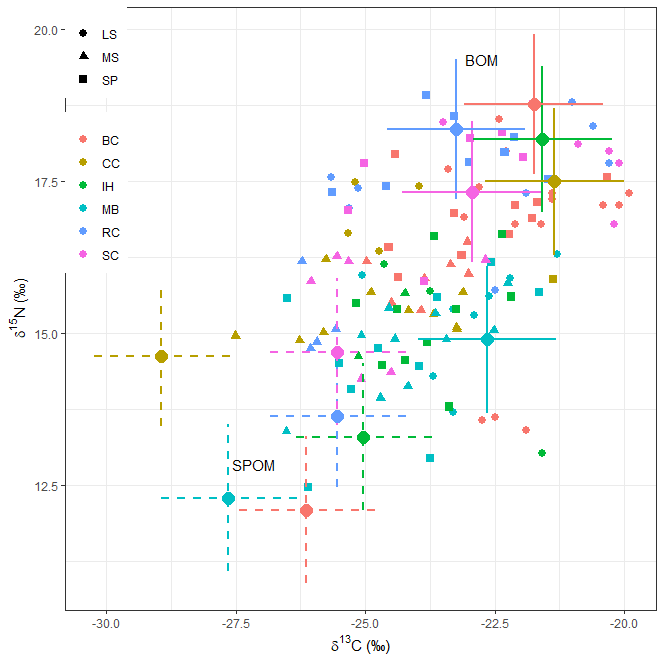 20.0
LS
BOM
MS
SP
BC
CC
17.5
IH
MB
RC
SC
δ15N (‰)
15.0
SPOM
12.5
-30.0 -27.5 -25.0 -22.5 -20.0
δ13C (‰)